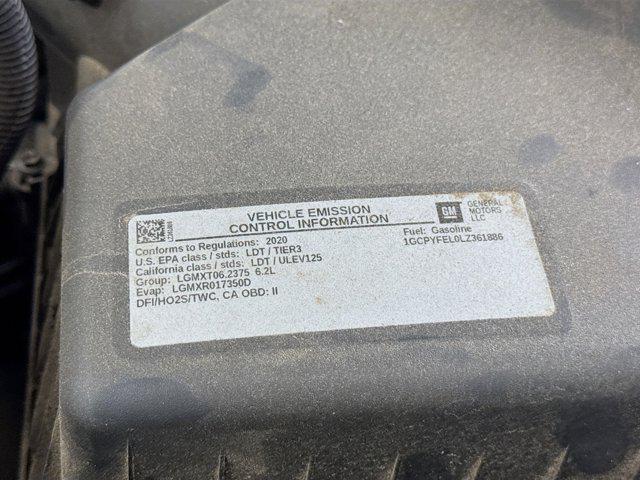 VEHICLE EMISSION
CONTROL INFORMATION
GM
GENERAL
MOTORS
LLC
Conforms to Regulations: 2020
Fuel: Gasoline
U.S. EPA class / stds: LDT / TIER3
1GCPYFEL0LZ361886
California class / stds: LDT / ULEV125
Group: LGMXT06.2375 6.2L
Evap: LGMXR017350D
DFI/HO2S/TWC, CA OBD: II